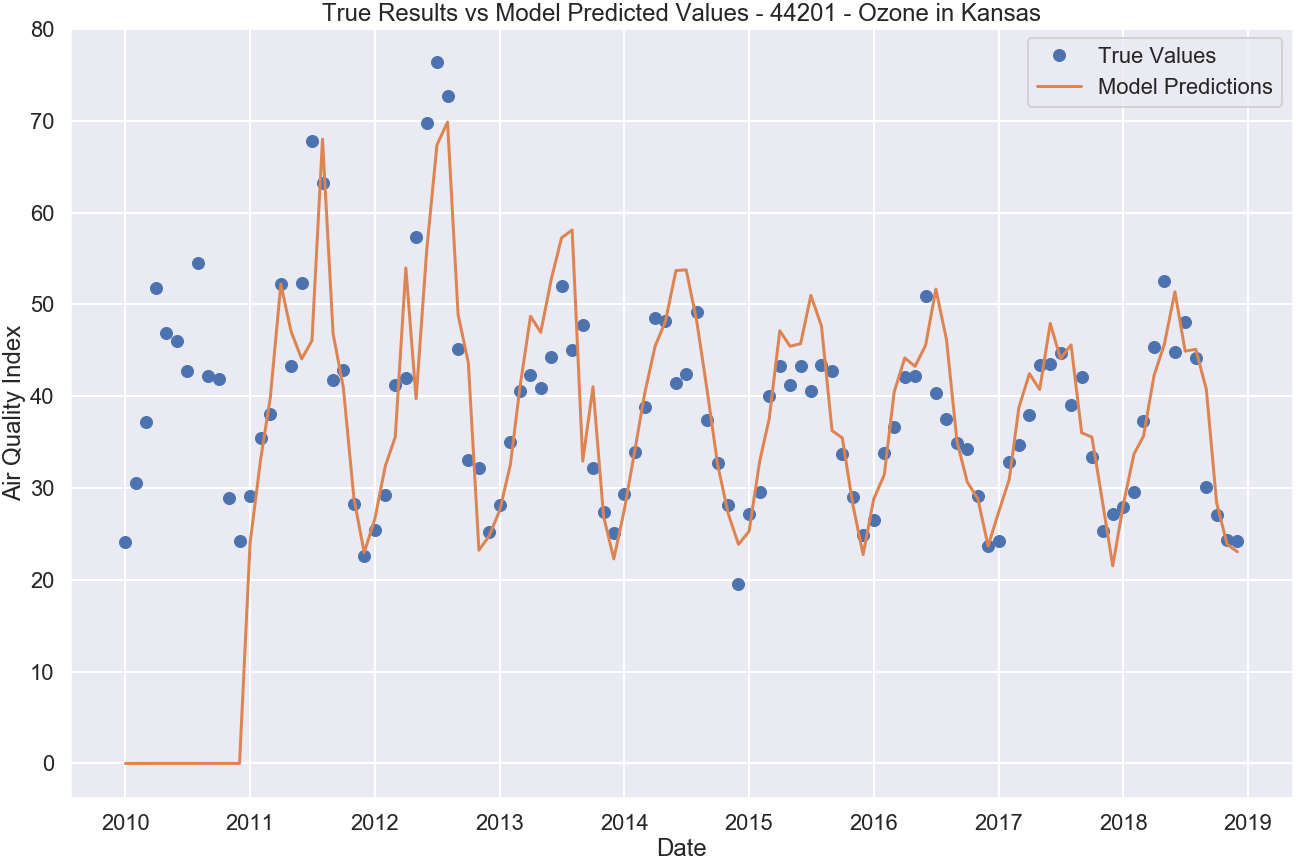 True Results vs Model Predicted Values - 44201 - Ozone in Kansas
True Values
Model Predictions
Air Quality Index
80
70
60
50
40
30
20
10
0
2010 2011 2012 2013 2014 2015 2016 2017 2018 2019
Date